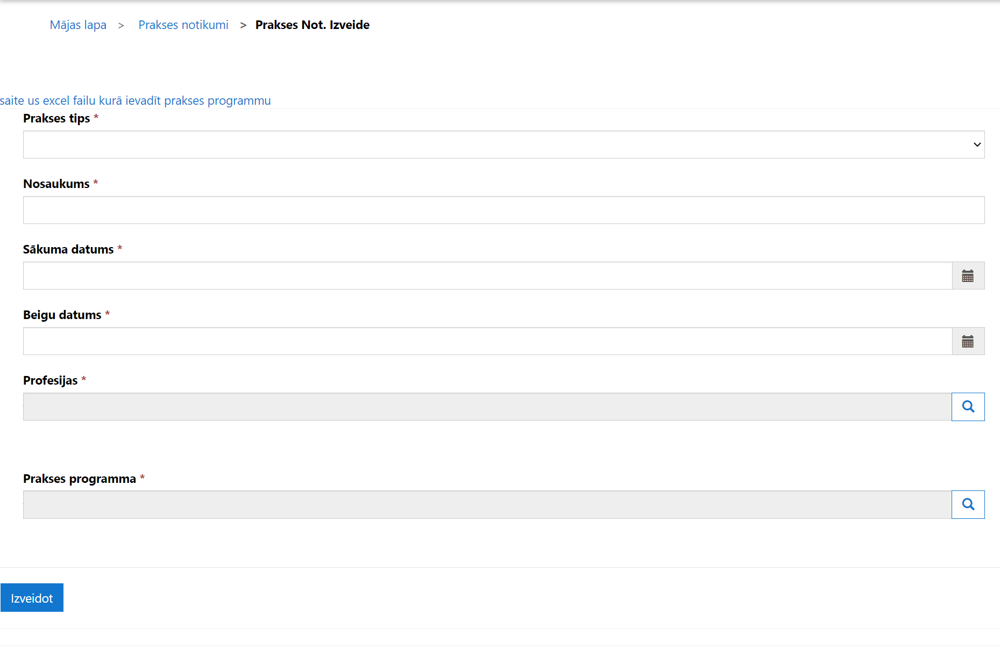 Mājas lapa > Prakses notikumi > Prakses Not. Izveide
saite us excel failu kurā ievadīt prakses programmu
Prakses tips *
Nosaukums *
Sākuma datums *
Beigu datums *
Profesijas *
Prakses programma *
Izveidot